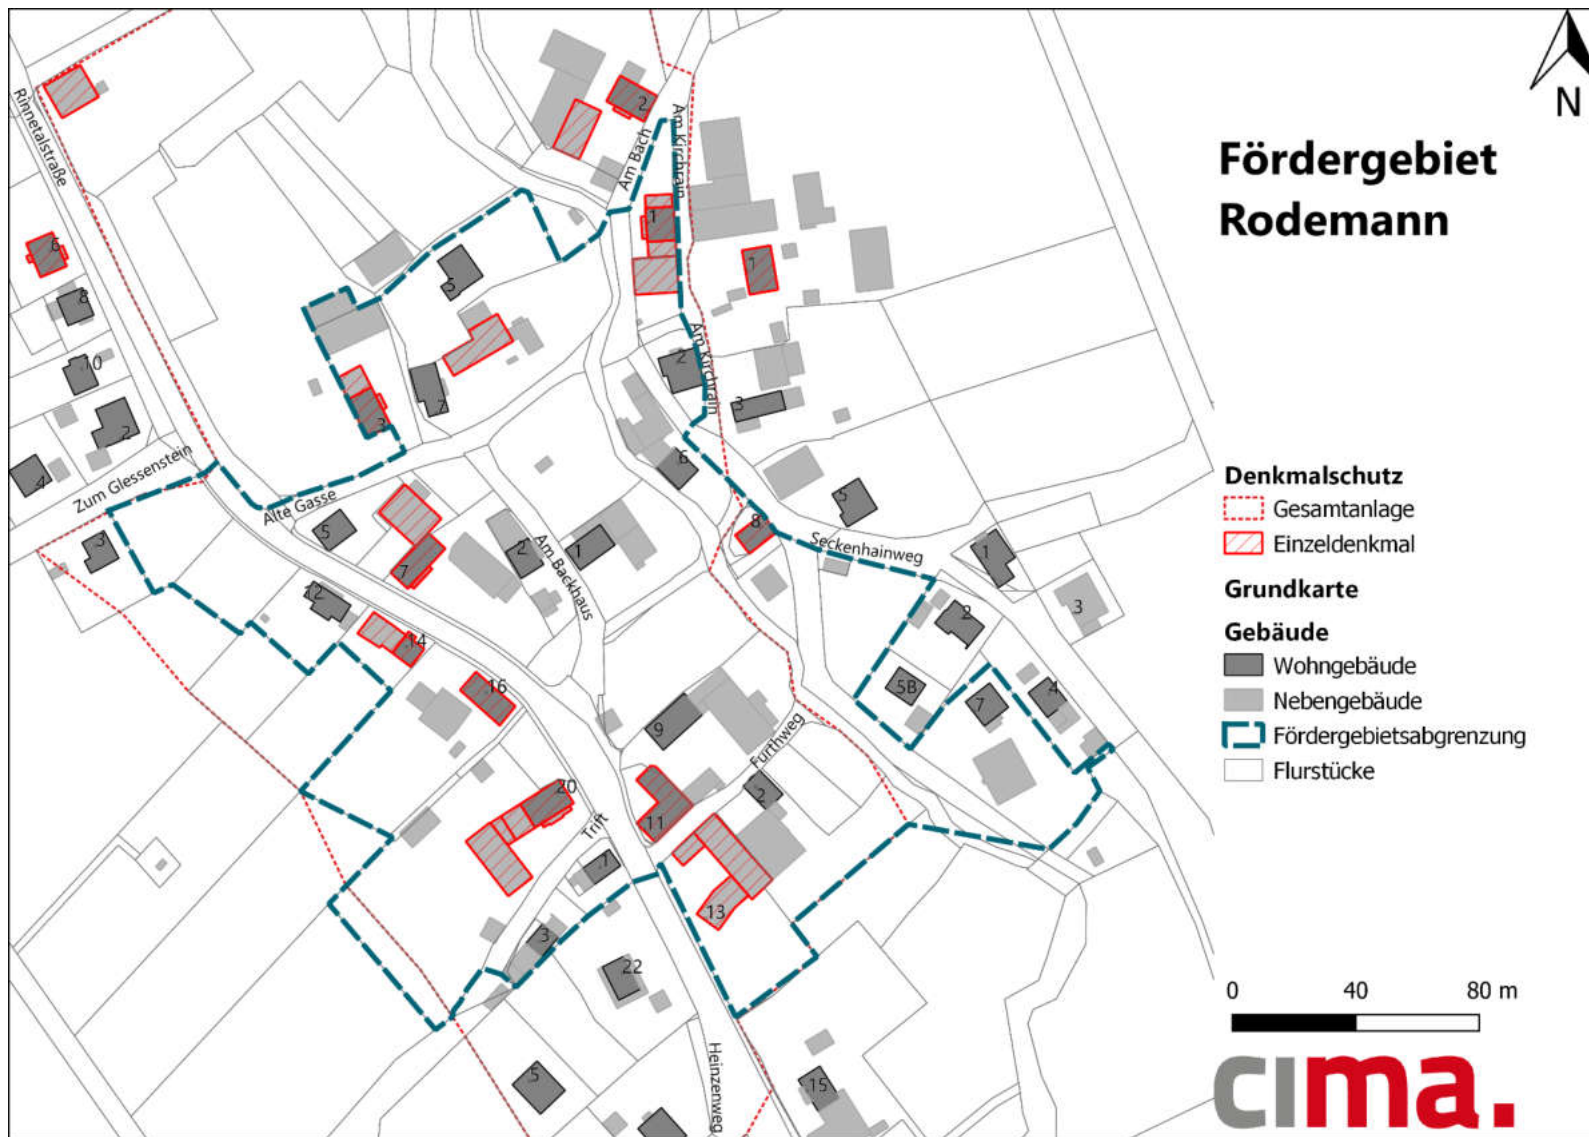 Fördergebiet
Rodemann
N
Denkmalschutz
Gesamtanlage
Einzeldenkmal
Grundkarte
Gebäude
Wohngebäude
Nebengebäude
Fördergebietsabgrenzung
Flurstücke
0 40 80 m
cima.
Rinnetalstraße
Am Bach
Am Kirchrain
Am Kirchrain
Zum Glessenstein
Alte Gasse
Am Backhaus
Seckenhainweg
Furthweg
Trift
Heinzenweg
2
1
1
6
8
10
2
4
3
5
7
3
2
3
6
5
8
5
7
2
1
12
14
16
1
3
2
5B
7
4
9
2
11
20
1
13
3
22
5
15